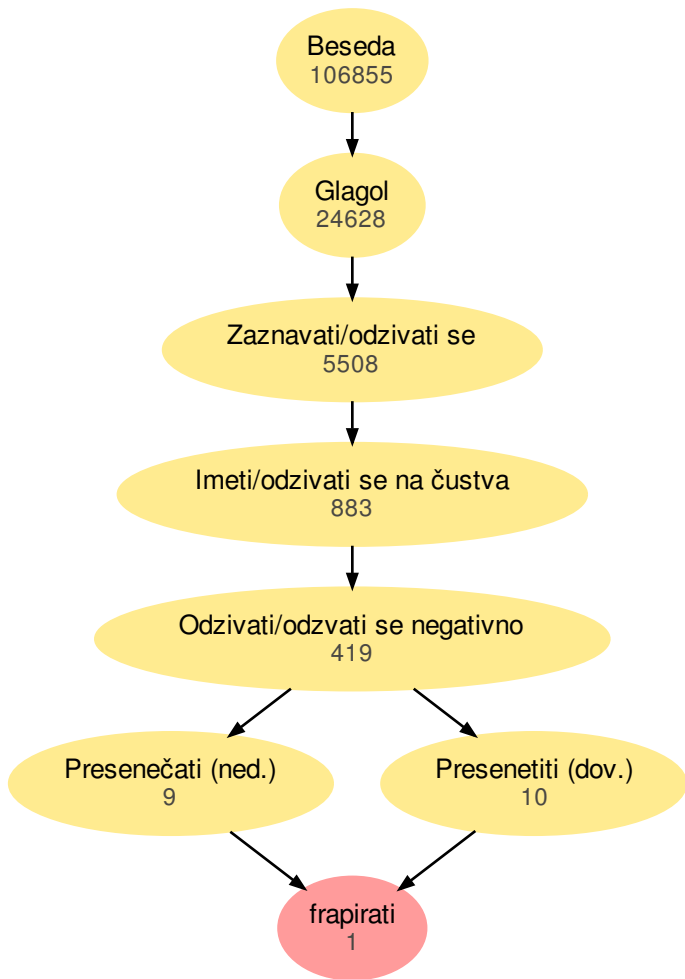 Beseda
106855
Glagol
24628
Zaznavati/odzivati se
5508
Imeti/odzivati se na čustva
883
Odzivati/odzvati se negativno
419
Presenečati (ned.)
9
Presenetiti (dov.)
10
frapirati
1